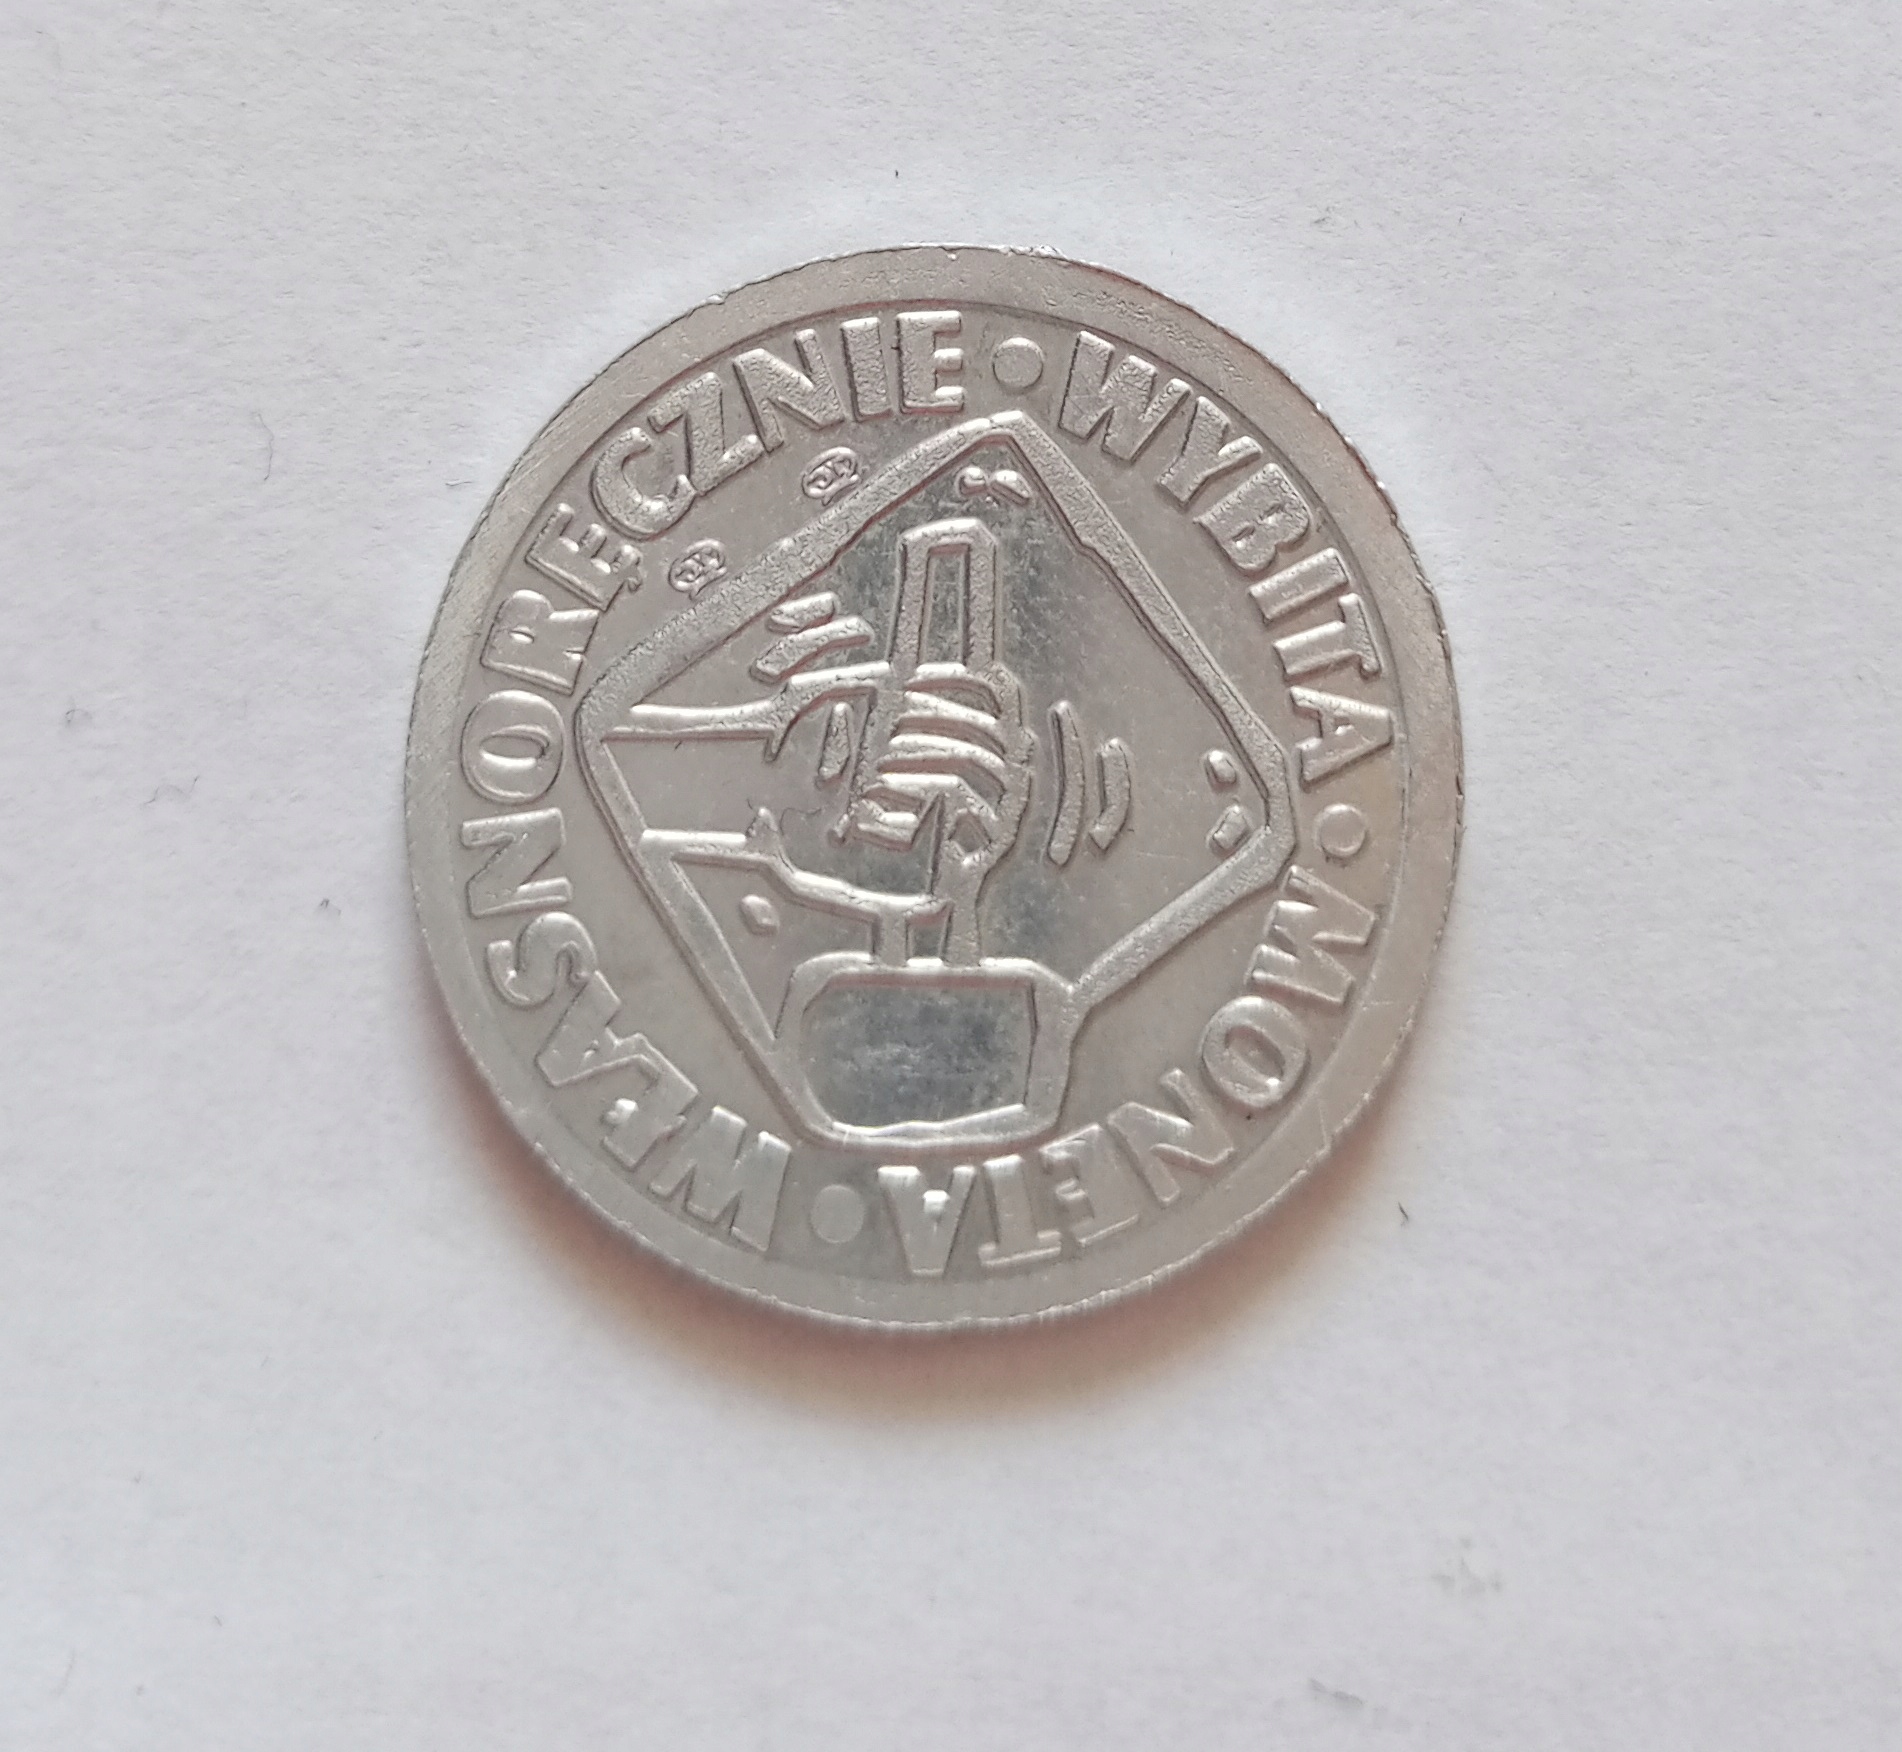 WŁASNORĘCZNIE • WYBITA • MONETA •